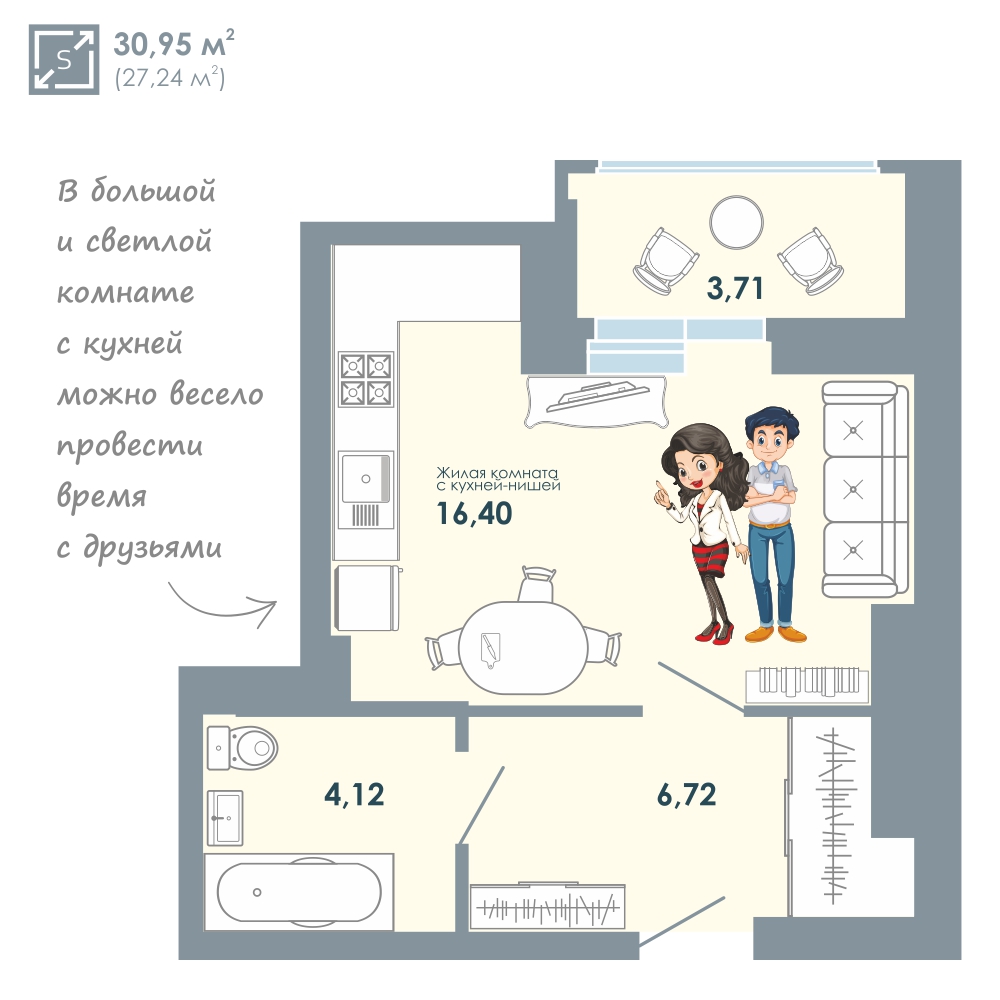 S
30,95 м²
(27,24 м²)
В большой
и светлой
комнате
с кухней
можно весело
провести
время
с друзьями
3,71
Жилая комната
с кухней-нишей
16,40
4,12
6,72